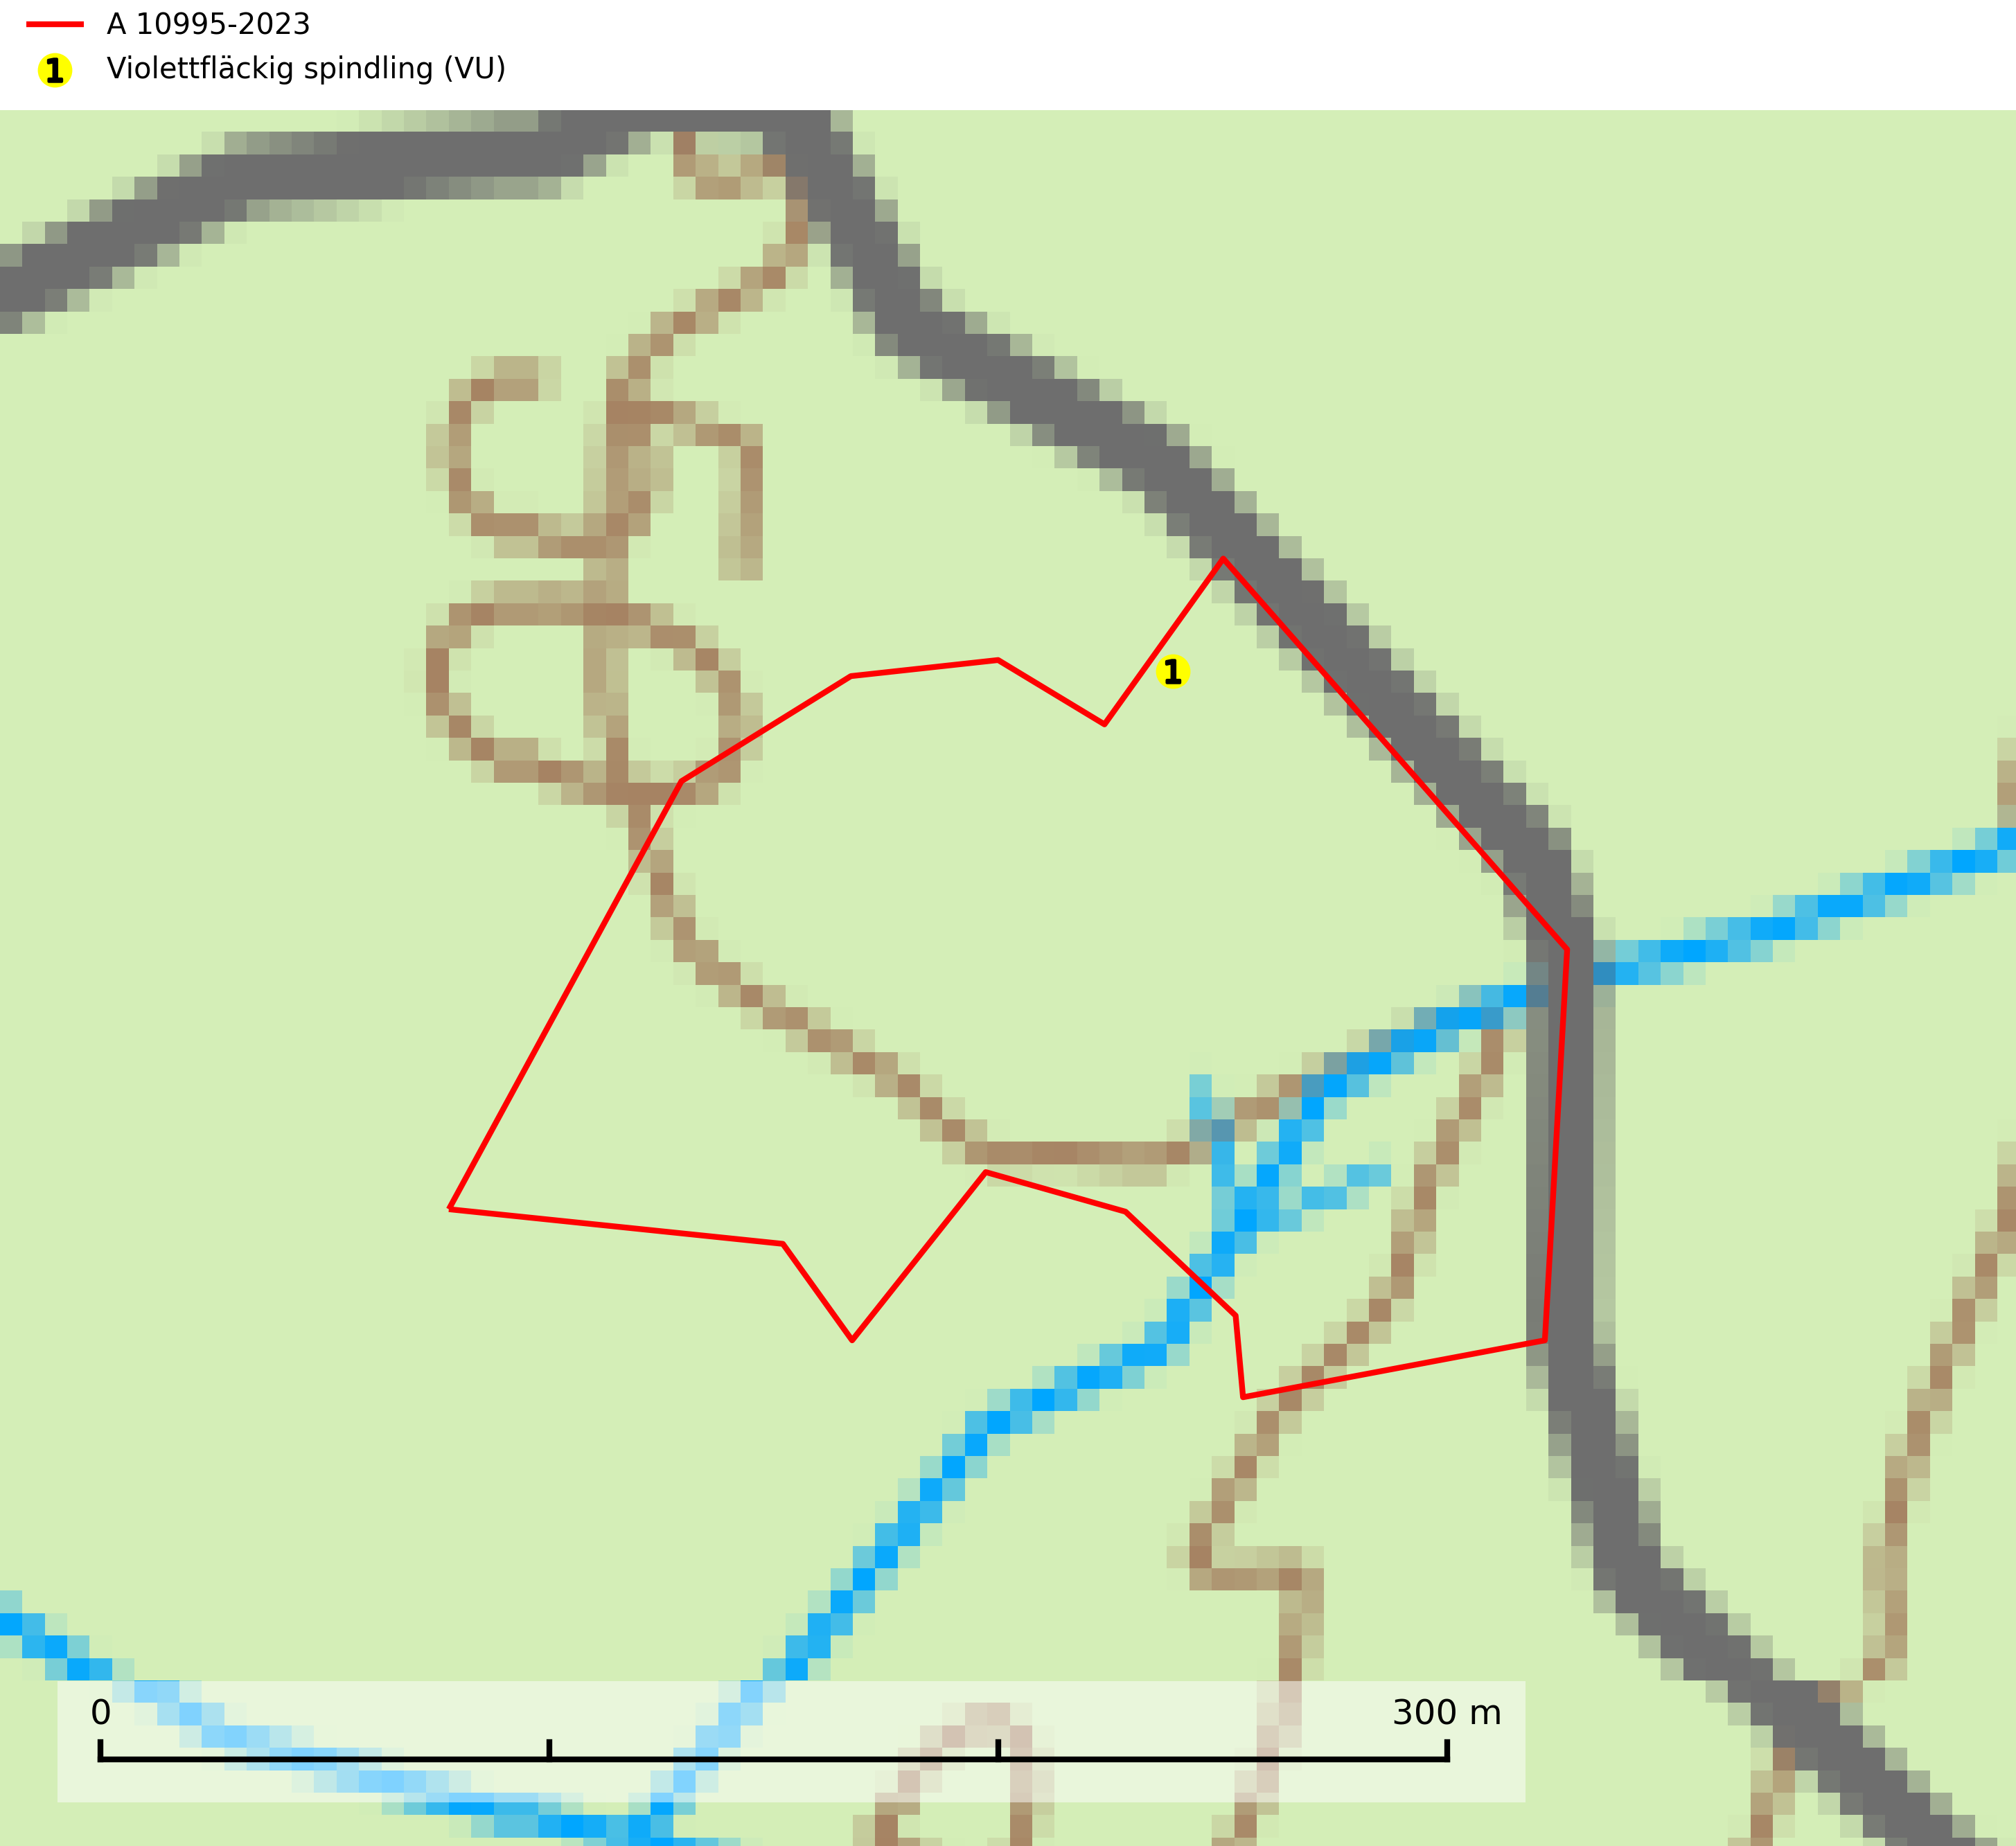 A 10995-2023
1 Violettfläckig spindling (VU)
1
0 300 m